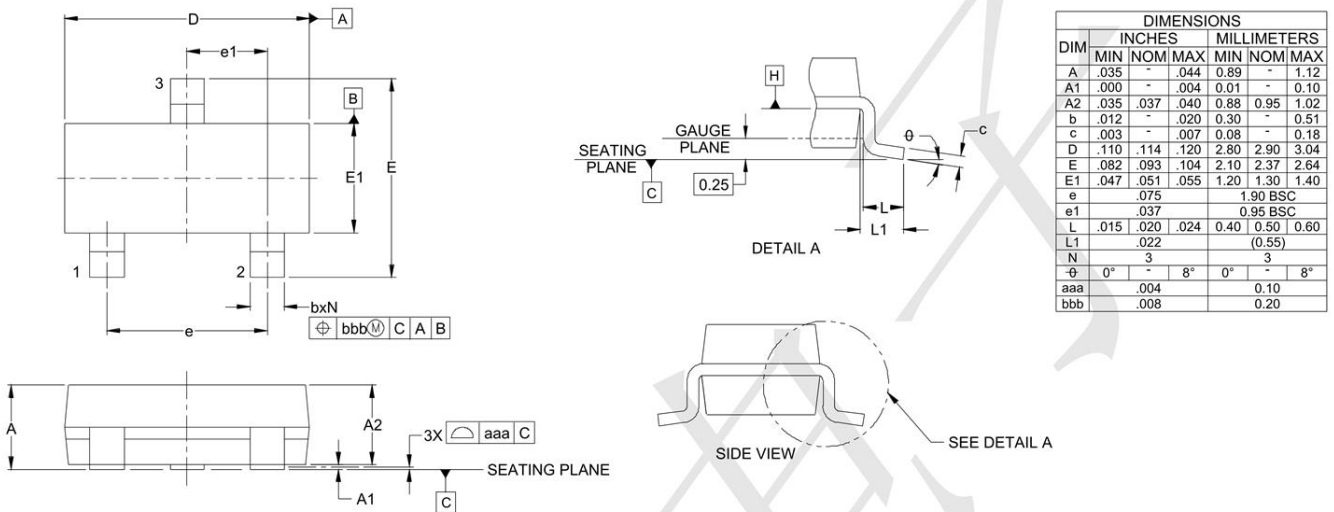 D
A
e1
3
B
E1
E
1
2
bxN
⌖ bbbⓂ C A B
e
A
A2
3X ⌓ aaa C
SEATING PLANE
A1
C
H
GAUGE
PLANE
SEATING
PLANE
C
0.25
θ
c
L
L1
DETAIL A
SIDE VIEW
SEE DETAIL A
DIMENSIONS
DIM INCHES MILLIMETERS
MIN NOM MAX MIN NOM MAX
A .035 - .044 0.89 - 1.12
A1 .000 - .004 0.01 - 0.10
A2 .035 .037 .040 0.88 0.95 1.02
b .012 - .020 0.30 - 0.51
c .003 - .007 0.08 - 0.18
D .110 .114 .120 2.80 2.90 3.04
E .082 .093 .104 2.10 2.37 2.64
E1 .047 .051 .055 1.20 1.30 1.40
e .075 1.90 BSC
e1 .037 0.95 BSC
L .015 .020 .024 0.40 0.50 0.60
L1 .022 (0.55)
N 3 3
θ 0° - 8° 0° - 8°
aaa .004 0.10
bbb .008 0.20